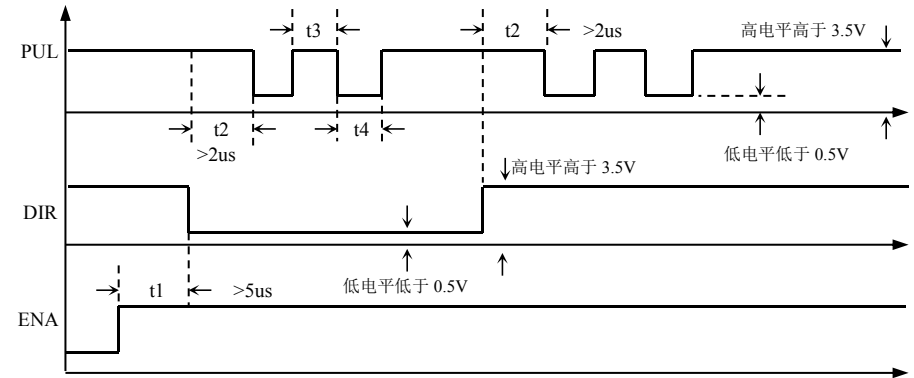 t3
t2
>2us
高电平高于 3.5V
PUL
t2
t4
>2us
低电平低于 0.5V
高电平高于 3.5V
DIR
t1
>5us
低电平低于 0.5V
ENA